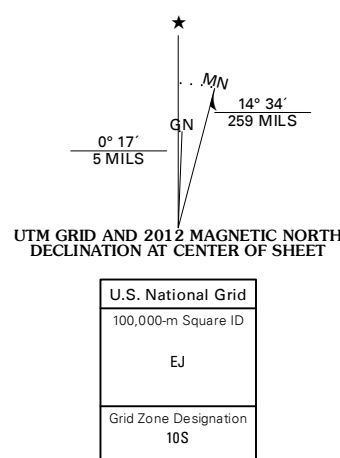 MN
GN
14° 34´
259 MILS
0° 17´
5 MILS
UTM GRID AND 2012 MAGNETIC NORTH
DECLINATION AT CENTER OF SHEET
U.S. National Grid
100,000-m Square ID
EJ
Grid Zone Designation
10S